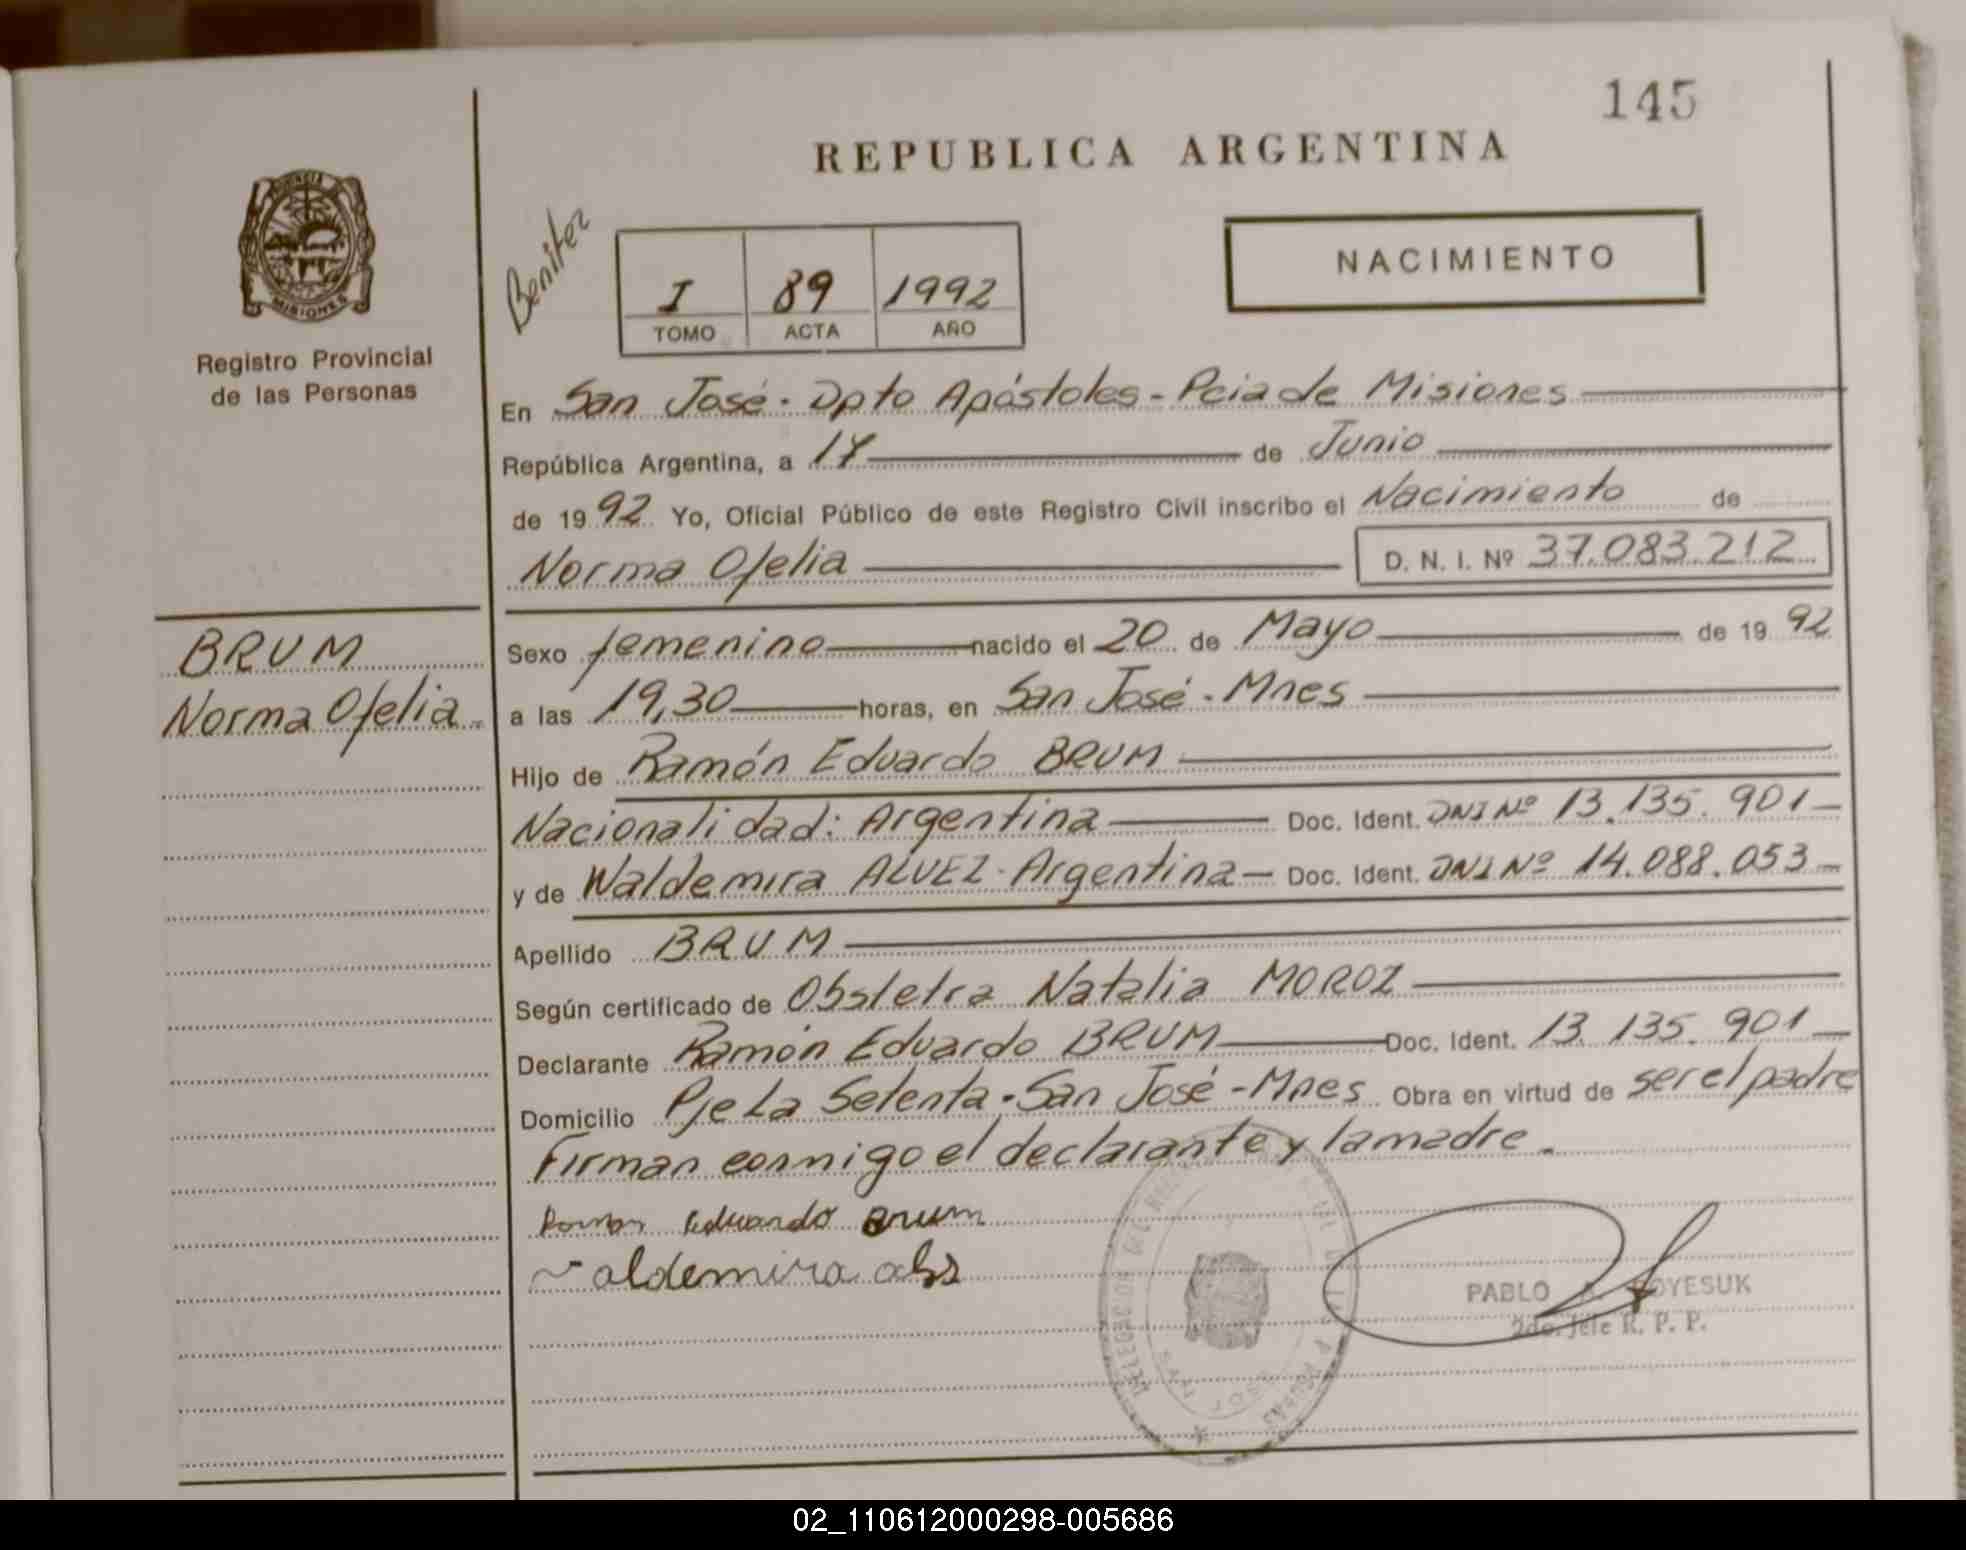 145
REPUBLICA ARGENTINA
PROVINCIA DE
MISIONES
Registro Provincial
de las Personas
Benitez
I 89 1992
TOMO ACTA AÑO
NACIMIENTO
En San José - Dpto Apóstoles - Pcia de Misiones
República Argentina, a 17 de Junio
de 1992 Yo, Oficial Público de este Registro Civil inscribo el Nacimiento de
Norma Ofelia D. N. I. Nº 37.083.212
BRUM
Norma Ofelia
Sexo femenino nacido el 20 de Mayo de 1992
a las 19,30 horas, en San José - Mnes
Hijo de Ramón Eduardo BRUM
Nacionalidad: Argentina Doc. Ident. DNI Nº 13.135.901
y de Waldemira ALVEZ - Argentina Doc. Ident. DNI Nº 14.088.053
Apellido BRUM
Según certificado de Obstetra Natalia MOROZ
Declarante Ramón Eduardo BRUM Doc. Ident. 13.135.901
Domicilio Pje La Setenta - San José - Mnes Obra en virtud de ser el padre
Firman conmigo el declarante y la madre.
Eduardo Brum
aldemira
SAN JOSE
PABLO OYESUK
2do. Jefe R. P. P.
02_110612000298-005686